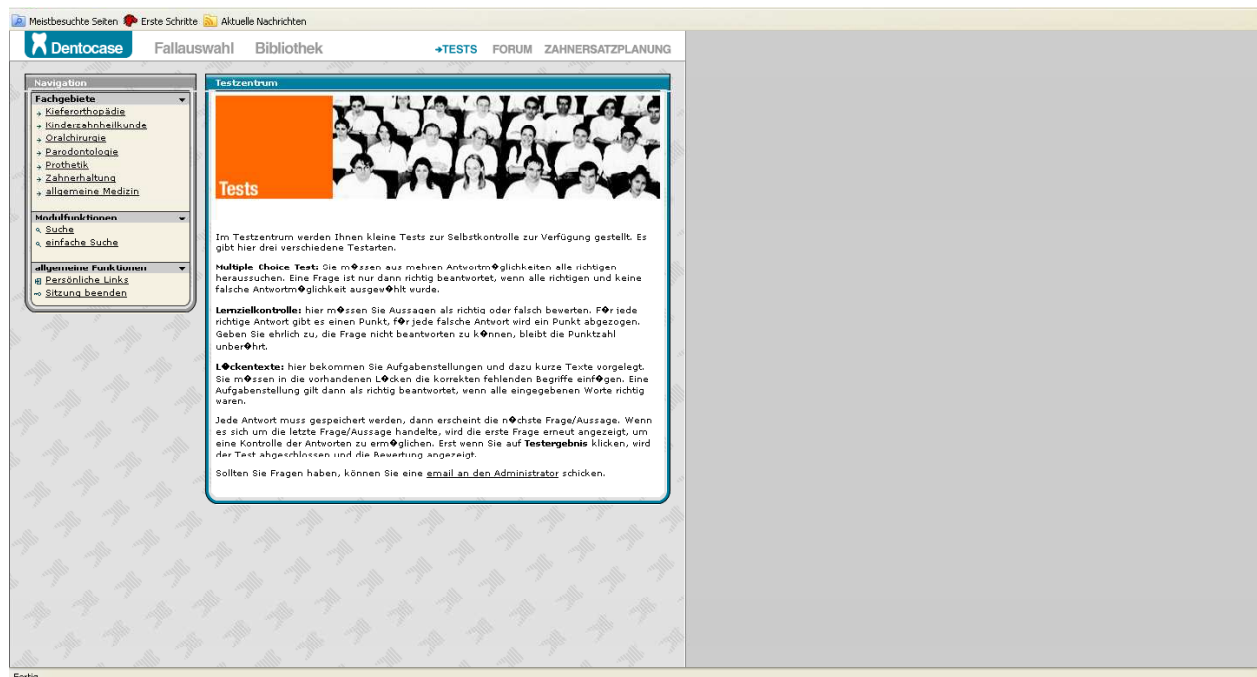 Meistbesuchte Seiten Erste Schritte Aktuelle Nachrichten
Dentocase Fallauswahl Bibliothek →TESTS FORUM ZAHNERSATZPLANUNG
Navigation
Fachgebiete
Kieferorthopädie
Kinderzahnheilkunde
Oralchirurgie
Parodontologie
Prothetik
Zahnerhaltung
allgemeine Medizin
Modulfunktionen
Suche
einfache Suche
allgemeine Funktionen
Persönliche Links
Sitzung beenden
Testzentrum
Tests
Im Testzentrum werden Ihnen kleine Tests zur Selbstkontrolle zur Verfügung gestellt. Es
gibt hier drei verschiedene Testarten.
Multiple Choice Test: Sie m�ssen aus mehren Antwortm�glichkeiten alle richtigen
heraussuchen. Eine Frage ist nur dann richtig beantwortet, wenn alle richtigen und keine
falsche Antwortm�glichkeit ausgew�hlt wurde.
Lernzielkontrolle: hier m�ssen Sie Aussagen als richtig oder falsch bewerten. F�r jede
richtige Antwort gibt es einen Punkt, f�r jede falsche Antwort wird ein Punkt abgezogen.
Geben Sie ehrlich zu, die Frage nicht beantworten zu k�nnen, bleibt die Punktzahl
unber�hrt.
L�ckentexte: hier bekommen Sie Aufgabenstellungen und dazu kurze Texte vorgelegt.
Sie m�ssen in die vorhandenen L�cken die korrekten fehlenden Begriffe einf�gen. Eine
Aufgabenstellung gilt dann als richtig beantwortet, wenn alle eingegebenen Worte richtig
waren.
Jede Antwort muss gespeichert werden, dann erscheint die n�chste Frage/Aussage. Wenn
es sich um die letzte Frage/Aussage handelte, wird die erste Frage erneut angezeigt, um
eine Kontrolle der Antworten zu erm�glichen. Erst wenn Sie auf Testergebnis klicken, wird
der Test abgeschlossen und die Bewertung angezeigt.
Sollten Sie Fragen haben, können Sie eine email an den Administrator schicken.
Fertig